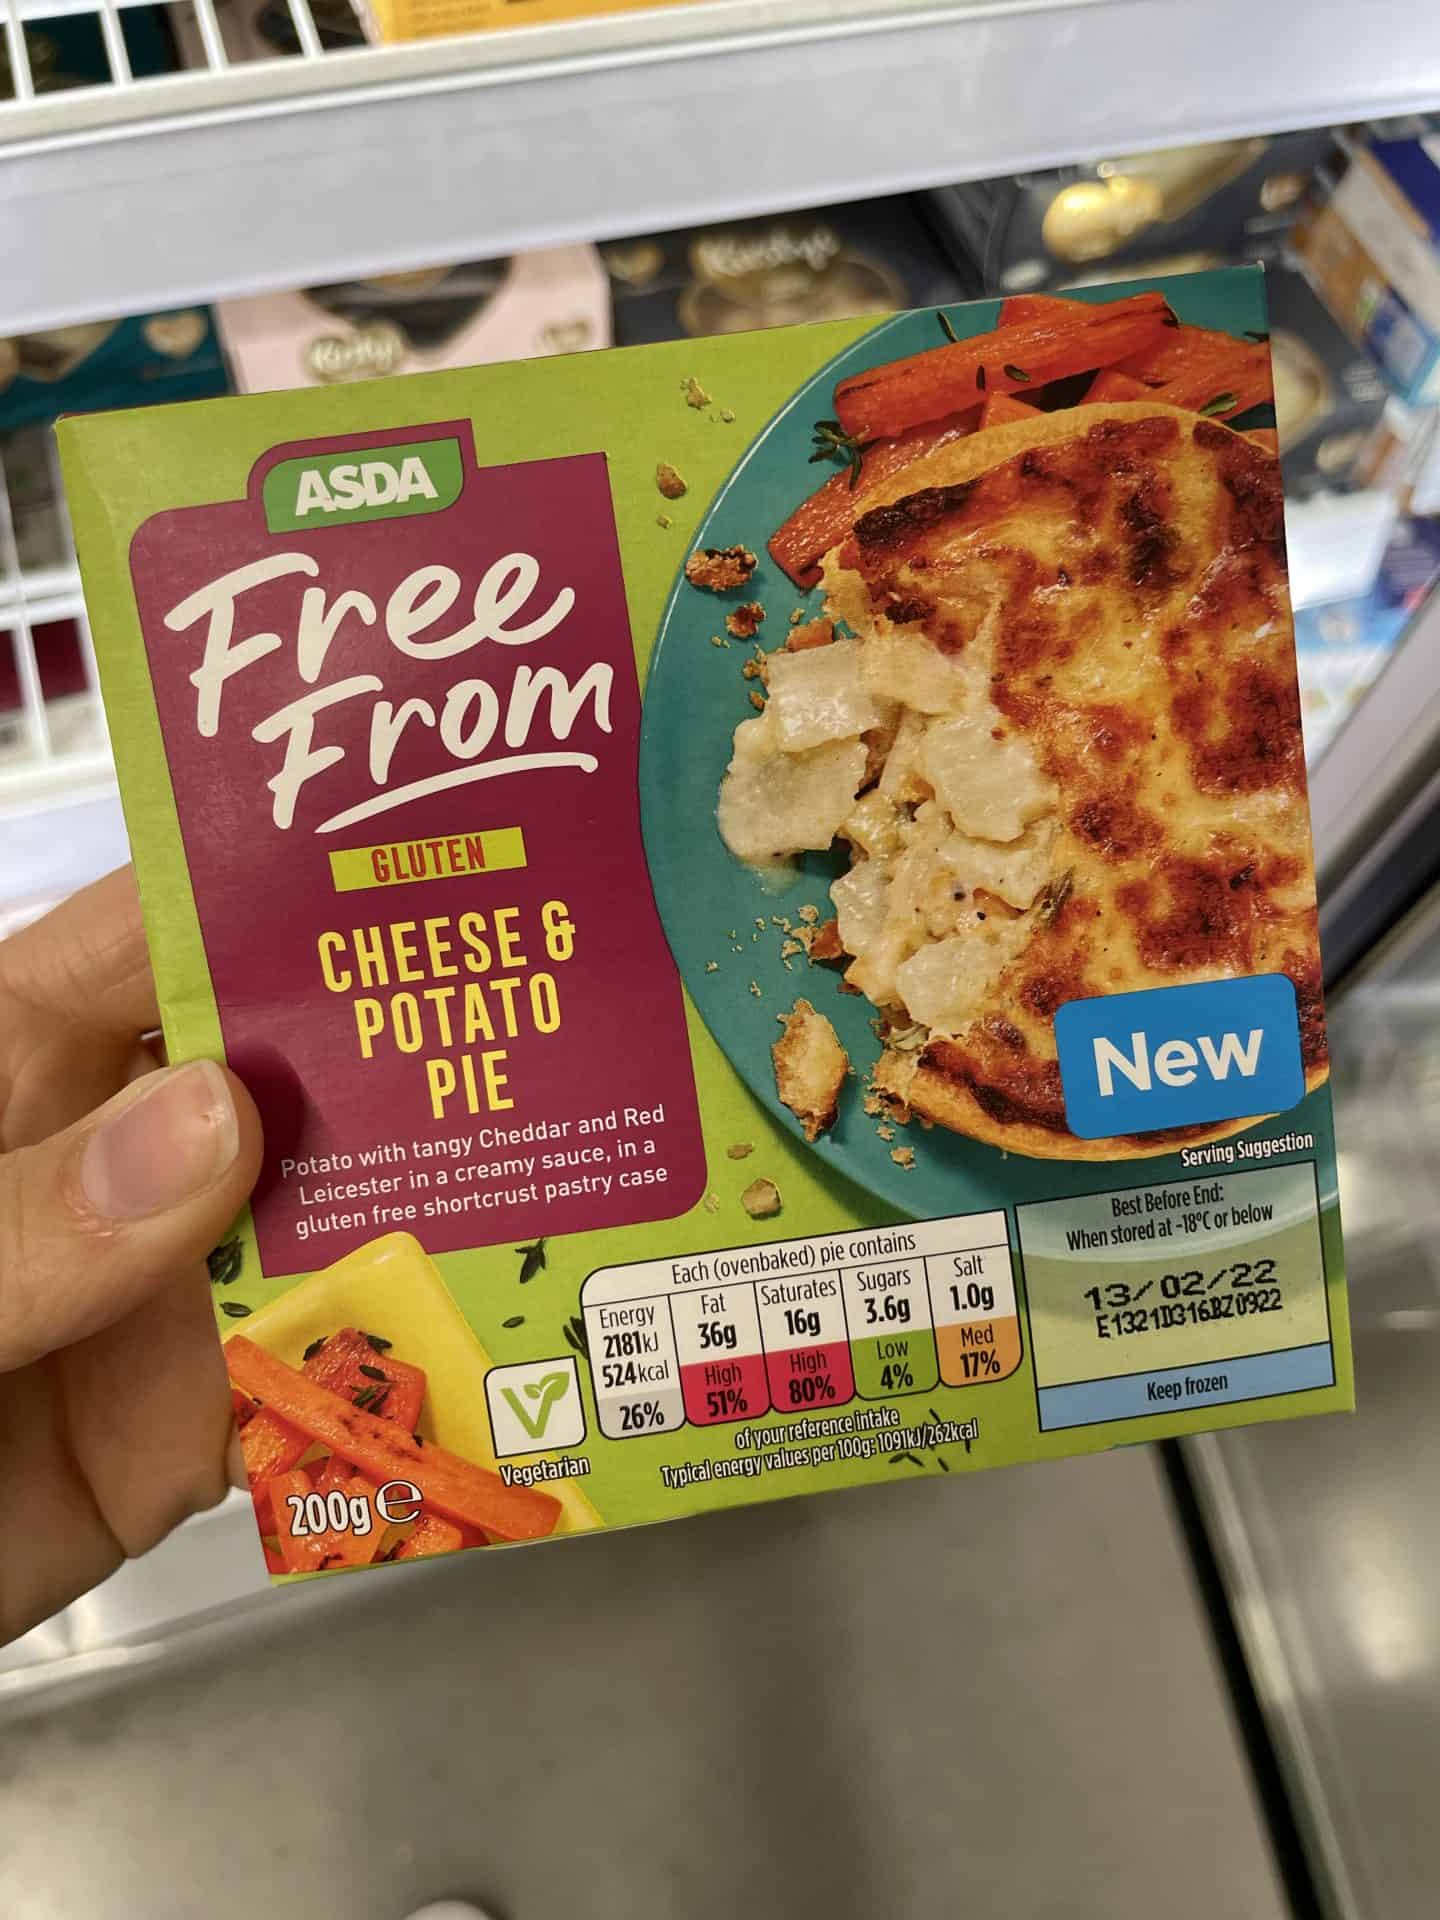 Kirsty's
Kirsty's
ASDA
Free
From
GLUTEN
CHEESE &
POTATO
PIE
Potato with tangy Cheddar and Red
Leicester in a creamy sauce, in a
gluten free shortcrust pastry case
New
Serving Suggestion
Best Before End:
When stored at -18°C or below
13/02/22
E1321D316BZ0922
Keep frozen
Each (ovenbaked) pie contains
Energy Fat Saturates Sugars Salt
2181kJ 36g 16g 3.6g 1.0g
524kcal High High Low Med
26% 51% 80% 4% 17%
of your reference intake
Typical energy values per 100g: 1091kJ/262kcal
Vegetarian
200g e